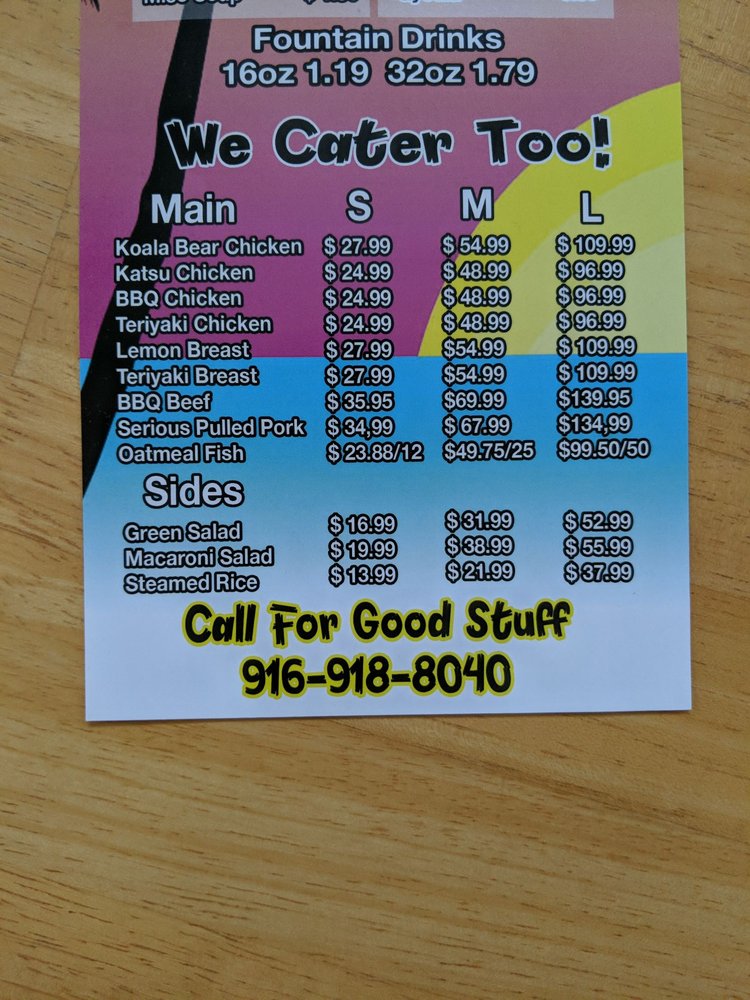 Miso Soup
Fountain Drinks
16oz 1.19 32oz 1.79
We Cater Too!
Main S M L
Koala Bear Chicken $27.99 $54.99 $109.99
Katsu Chicken $24.99 $48.99 $96.99
BBQ Chicken $24.99 $48.99 $96.99
Teriyaki Chicken $24.99 $48.99 $96.99
Lemon Breast $27.99 $54.99 $109.99
Teriyaki Breast $27.99 $54.99 $109.99
BBQ Beef $35.95 $69.99 $139.95
Serious Pulled Pork $34,99 $67.99 $134,99
Oatmeal Fish $23.88/12 $49.75/25 $99.50/50
Sides
Green Salad $16.99 $31.99 $52.99
Macaroni Salad $19.99 $38.99 $55.99
Steamed Rice $13.99 $21.99 $37.99
Call For Good Stuff
916-918-8040